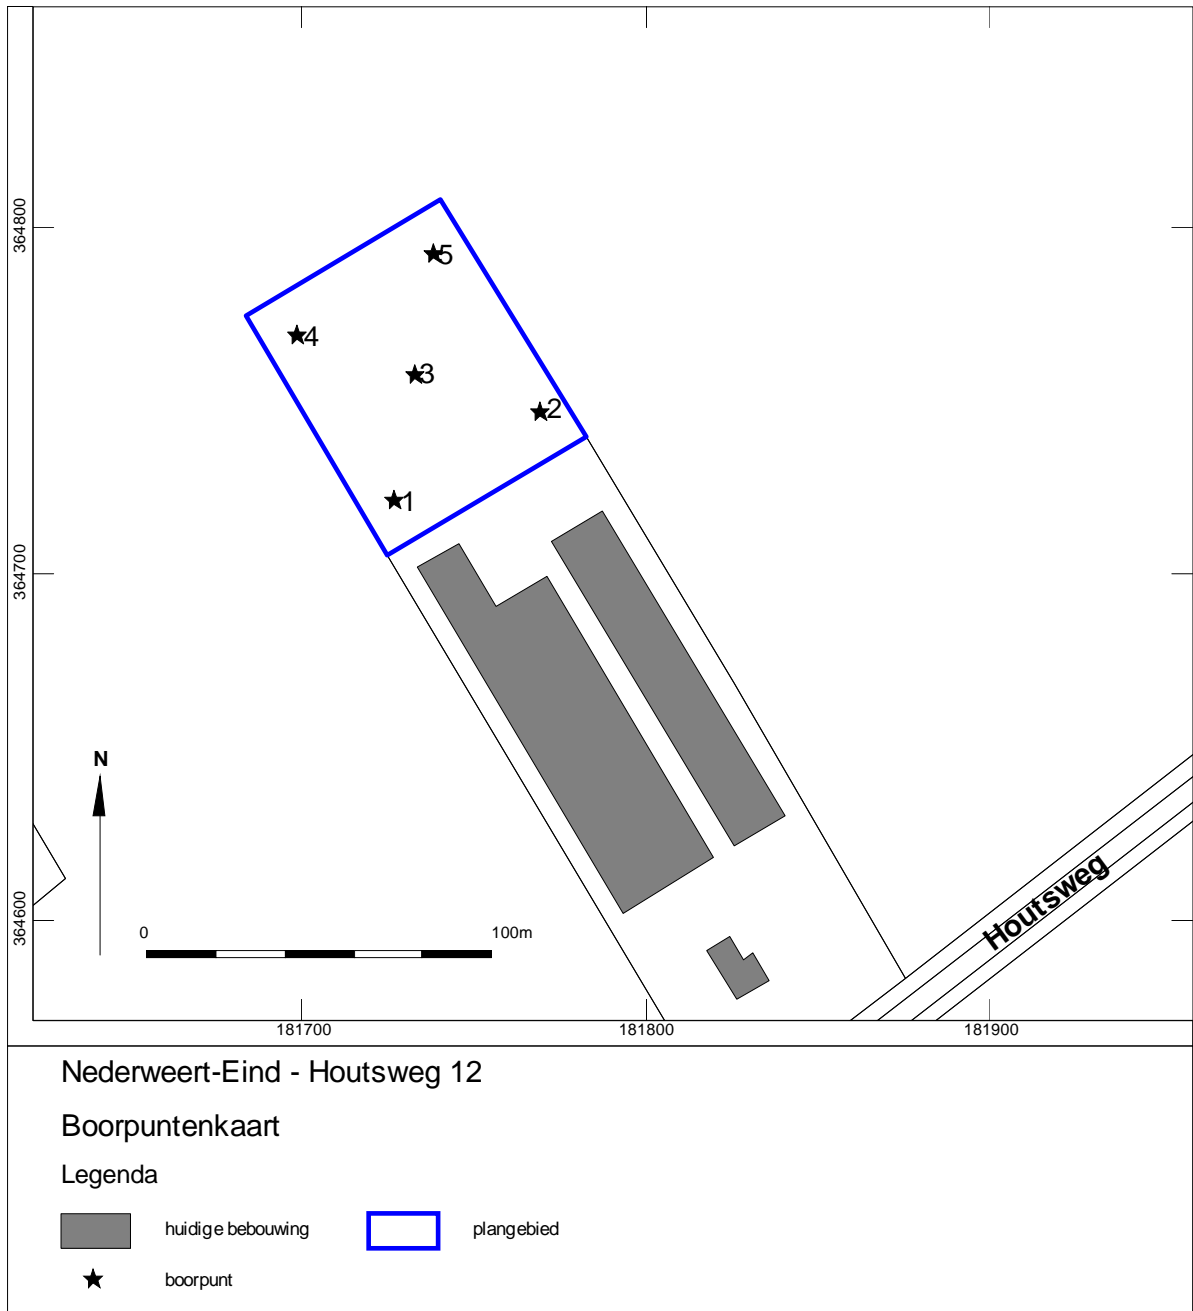 364800
5
4
3
2
1
364700
N
Houtsweg
364600
0
100m
181700
181800
181900
Nederweert-Eind - Houtsweg 12
Boorpuntenkaart
Legenda
huidige bebouwing
plangebied
boorpunt